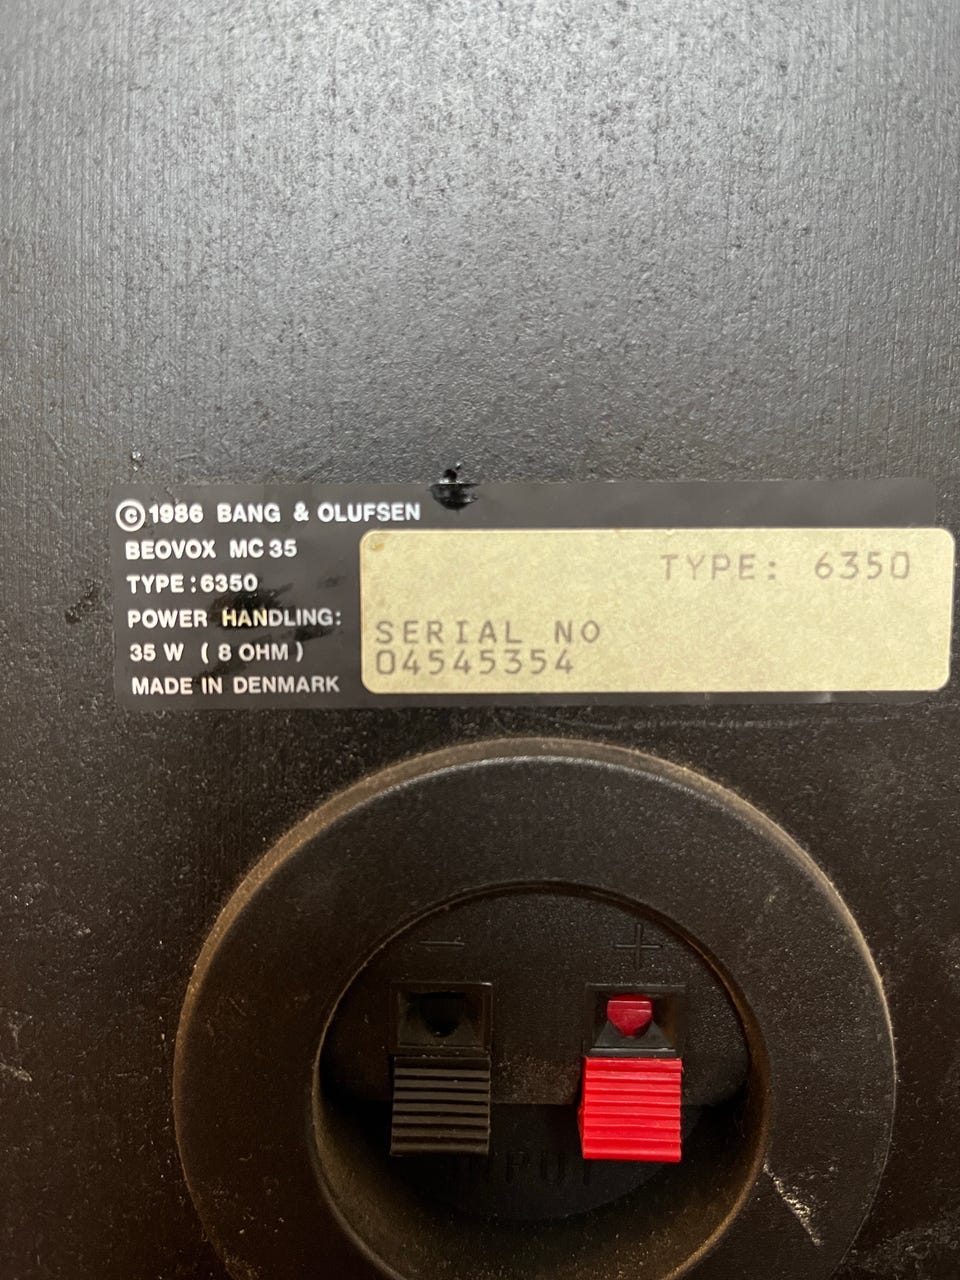 © 1986 BANG & OLUFSEN
BEOVOX MC 35
TYPE : 6350
POWER HANDLING:
35 W ( 8 OHM )
MADE IN DENMARK
TYPE: 6350
SERIAL NO
04545354
− +
INPUT